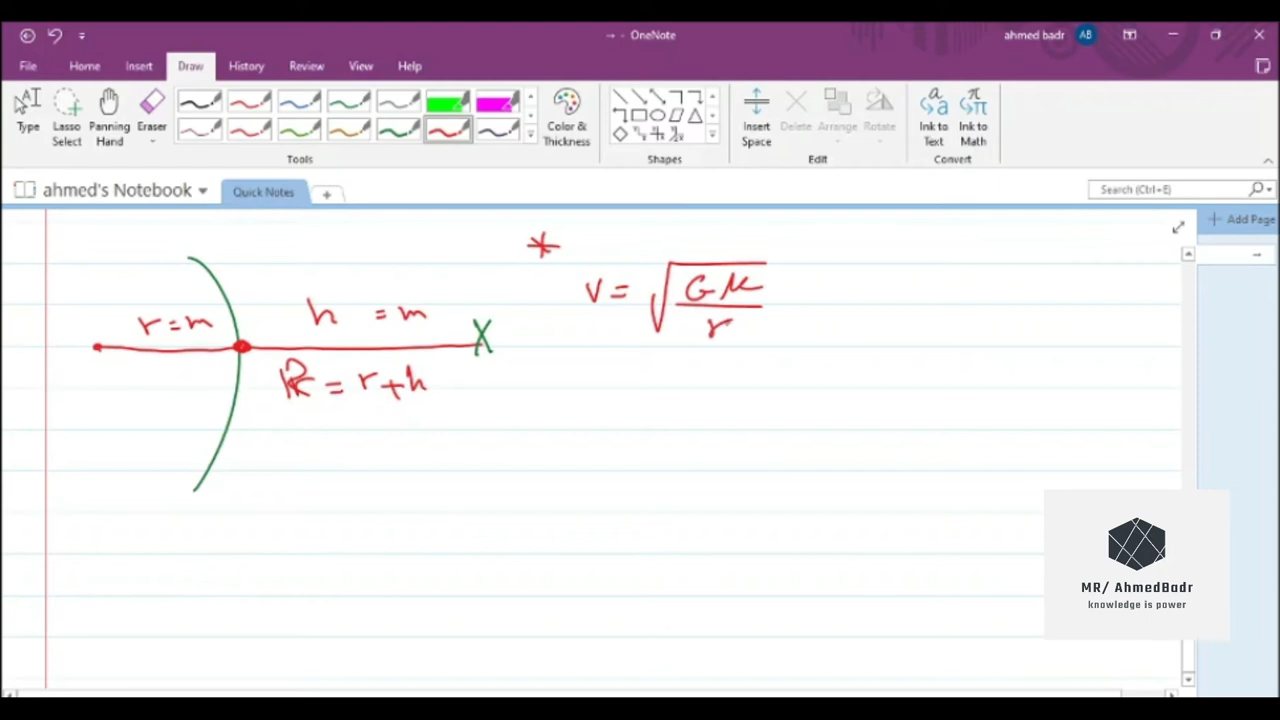 → - OneNote
ahmed badr AB
File Home Insert Draw History Review View Help
Type
Lasso Select
Panning Hand
Eraser
Color & Thickness
Insert Space
Delete
Arrange
Rotate
Ink to Text
Ink to Math
Tools
Shapes
Edit
Convert
ahmed's Notebook
Quick Notes
Search (Ctrl+E)
Add Page
→
*
v = √(GM/r)
r = m
h = m
R = r + h
MR/ AhmedBadr
knowledge is power